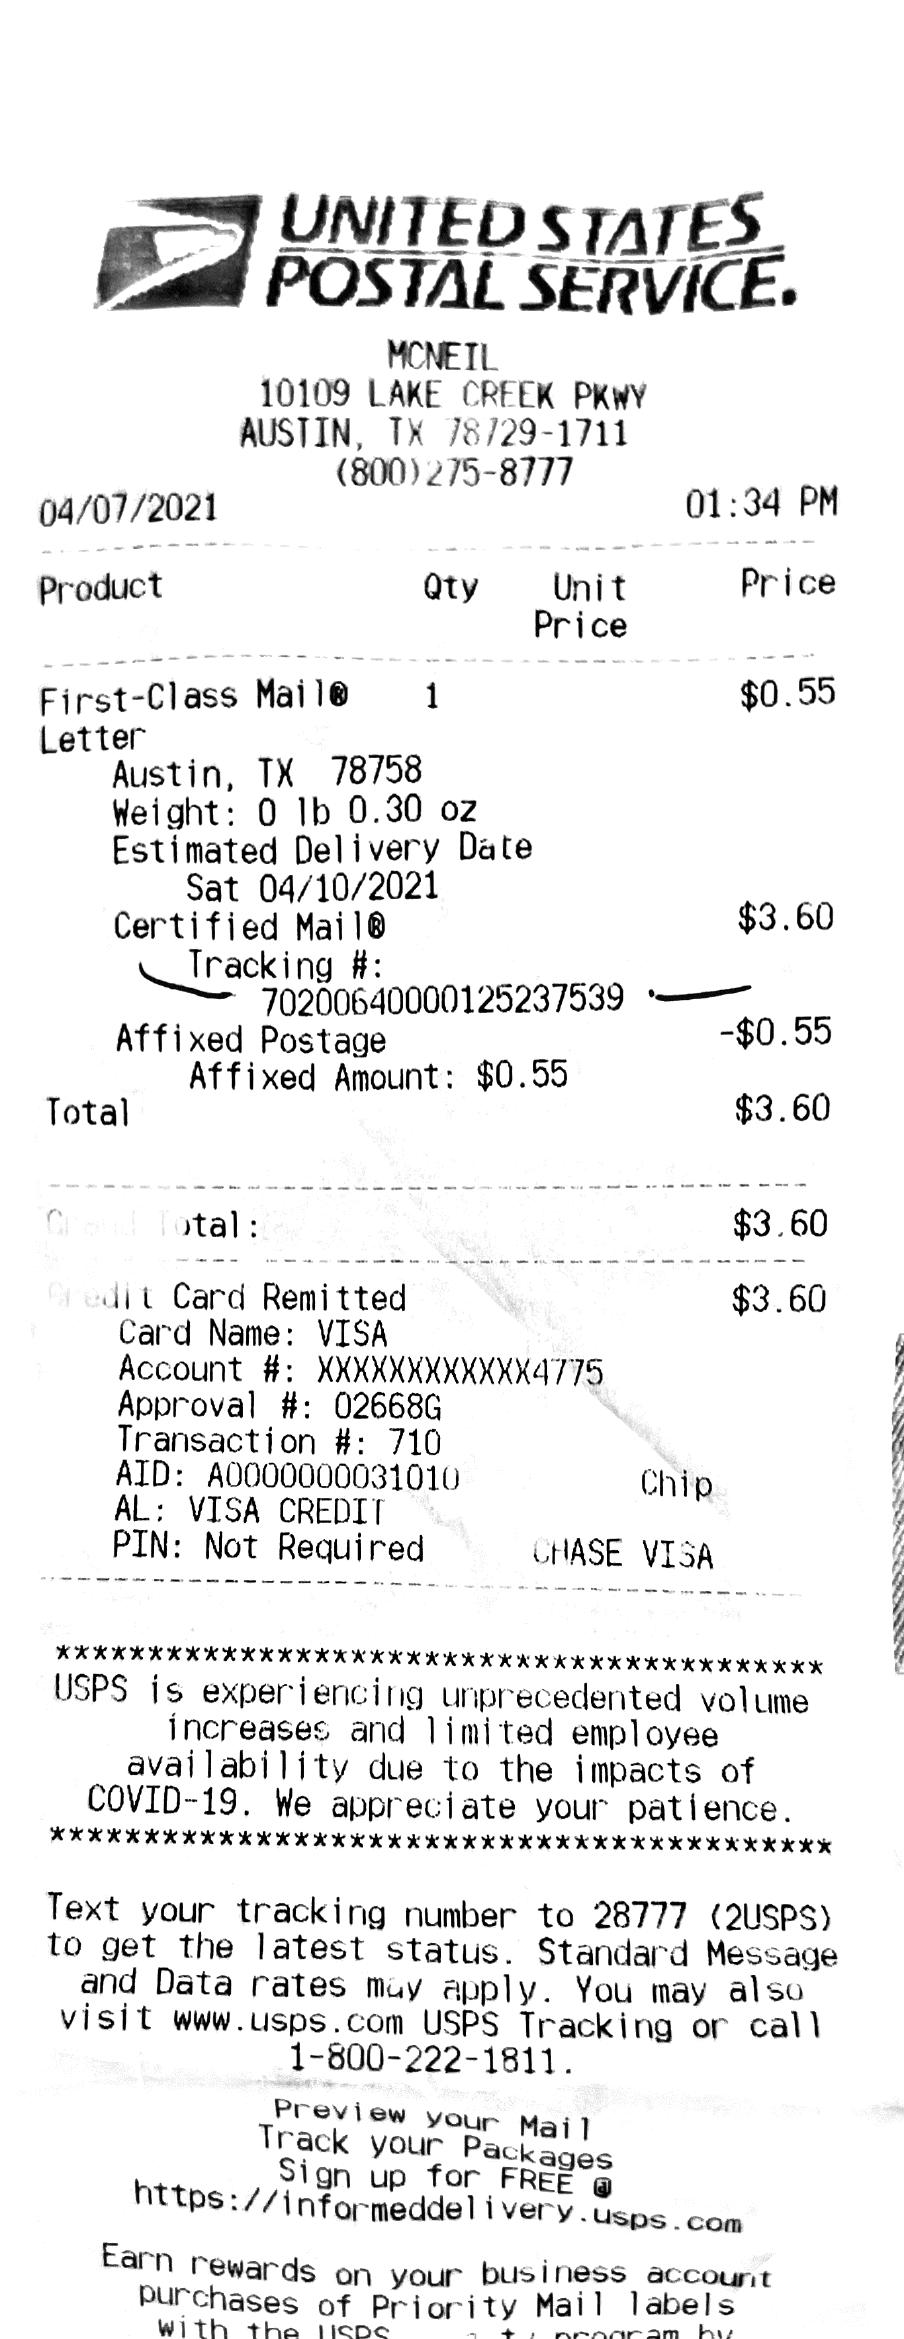 UNITED STATES
POSTAL SERVICE.
MCNEIL
10109 LAKE CREEK PKWY
AUSTIN, TX 78729-1711
(800)275-8777
04/07/2021 01:34 PM
Product Qty Unit Price
Price
First-Class Mail® 1 $0.55
Letter
Austin, TX 78758
Weight: 0 lb 0.30 oz
Estimated Delivery Date
Sat 04/10/2021
Certified Mail® $3.60
Tracking #:
70200640000125237539
Affixed Postage -$0.55
Affixed Amount: $0.55
Total $3.60
Grand Total: $3.60
Credit Card Remitted $3.60
Card Name: VISA
Account #: XXXXXXXXXXXX4775
Approval #: 02668G
Transaction #: 710
AID: A0000000031010 Chip
AL: VISA CREDIT
PIN: Not Required CHASE VISA
******************************************
USPS is experiencing unprecedented volume
increases and limited employee
availability due to the impacts of
COVID-19. We appreciate your patience.
******************************************
Text your tracking number to 28777 (2USPS)
to get the latest status. Standard Message
and Data rates may apply. You may also
visit www.usps.com USPS Tracking or call
1-800-222-1811.
Preview your Mail
Track your Packages
Sign up for FREE @
https://informeddelivery.usps.com
Earn rewards on your business account
purchases of Priority Mail labels
with the USPS program by